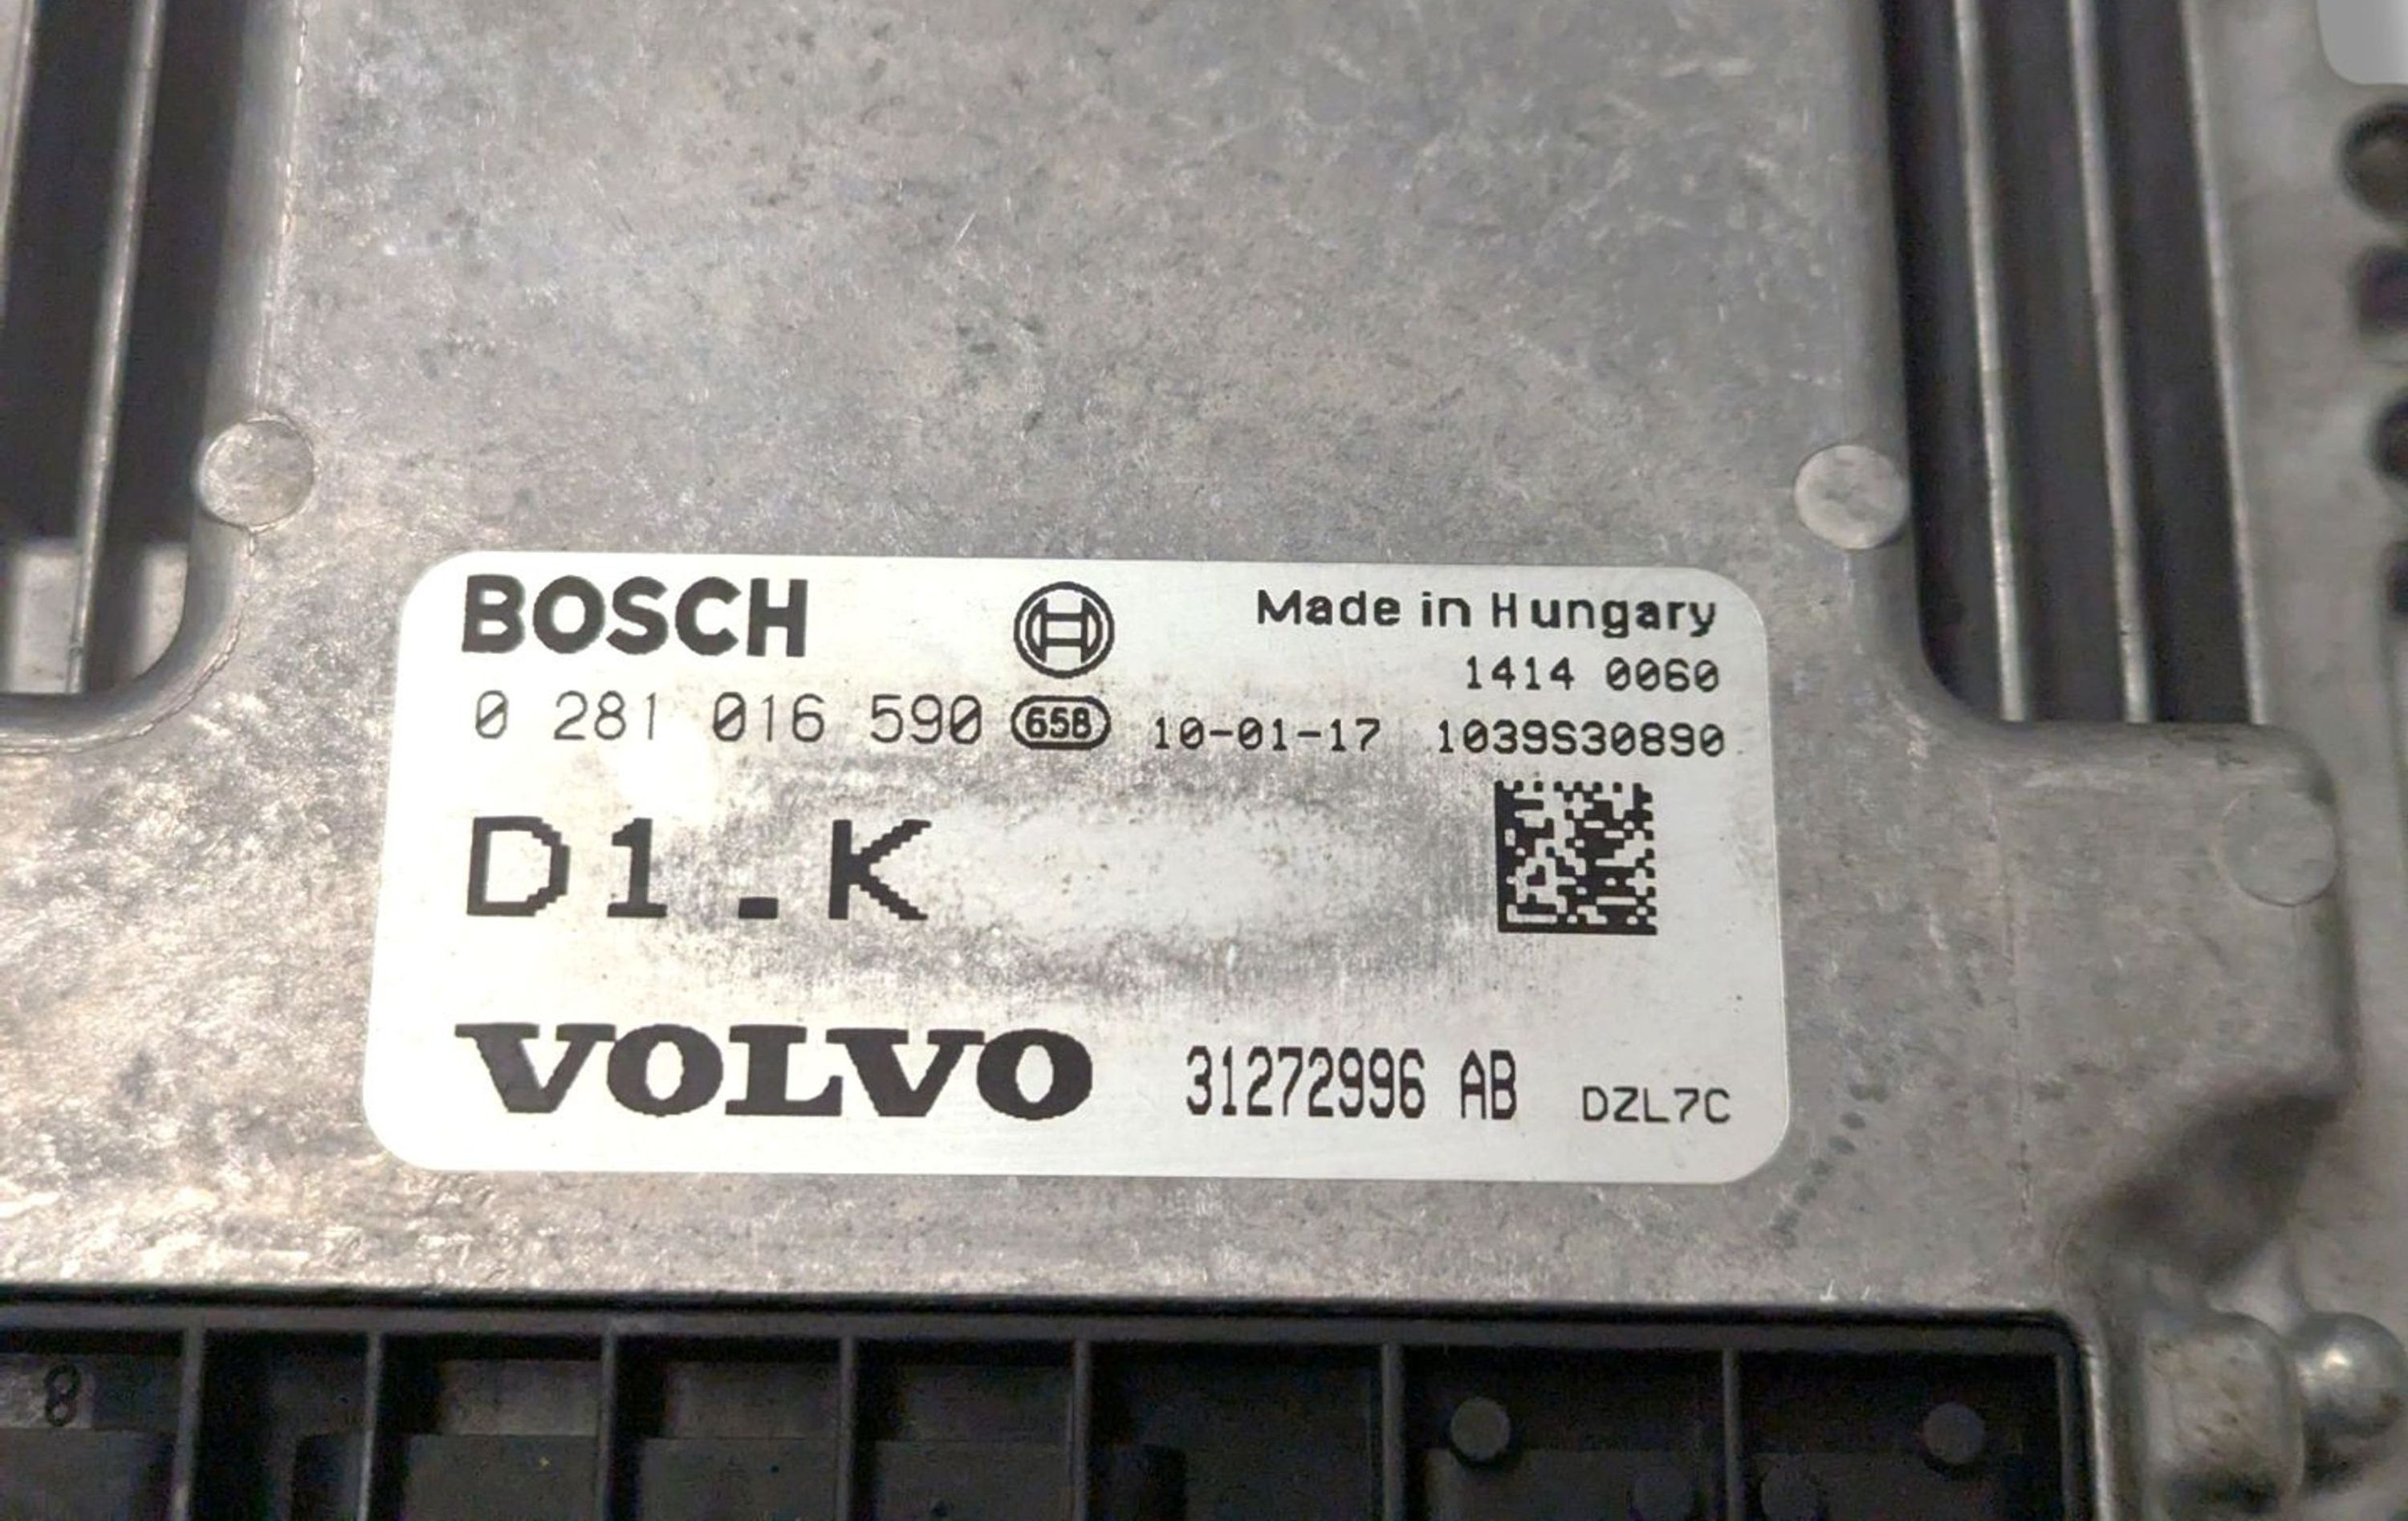 BOSCH Made in Hungary
1414 0060
0 281 016 590 658 10-01-17 1039S30890
D1.K
VOLVO 31272996 AB DZL7C
8